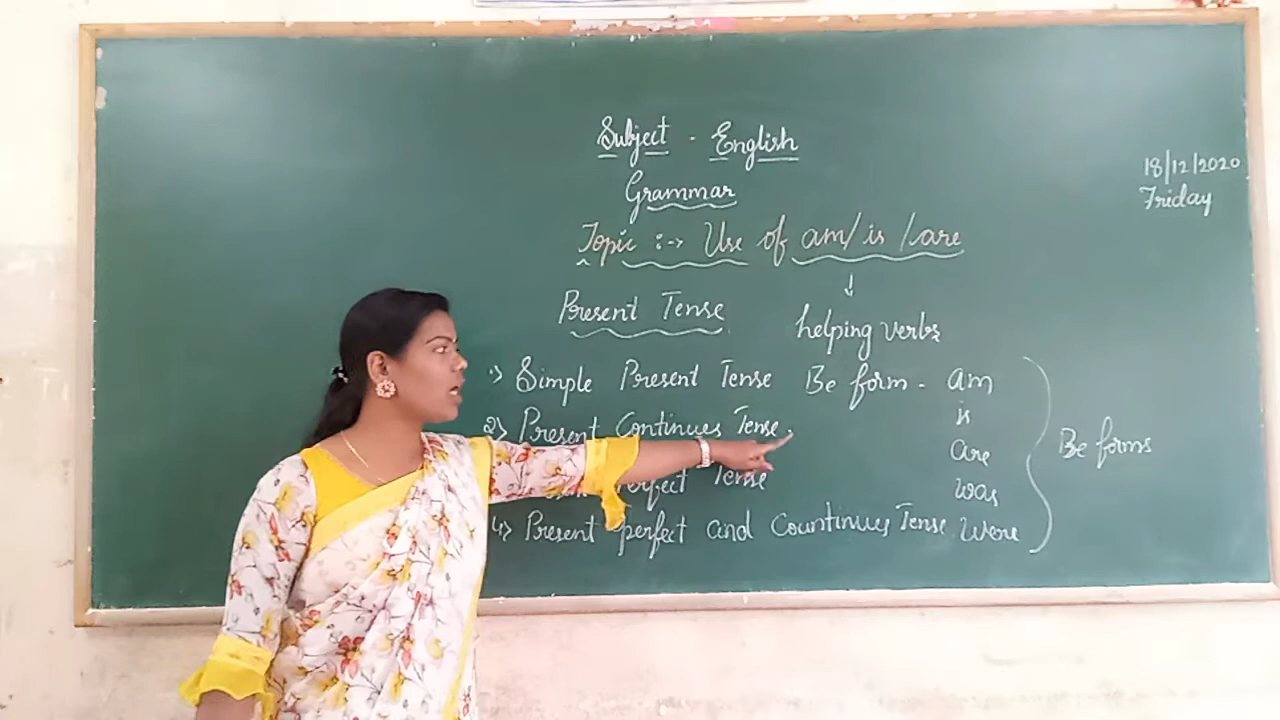 Subject - English
18/12/2020
Friday
Grammar
Topic :-> Use of am/is/are
↓
Present Tense
helping verbs
1> Simple Present Tense
Be form - am
is
are
was
were
Be forms
2> Present Continues Tense.
Perfect Tense
4> Present perfect and Countinues Tense